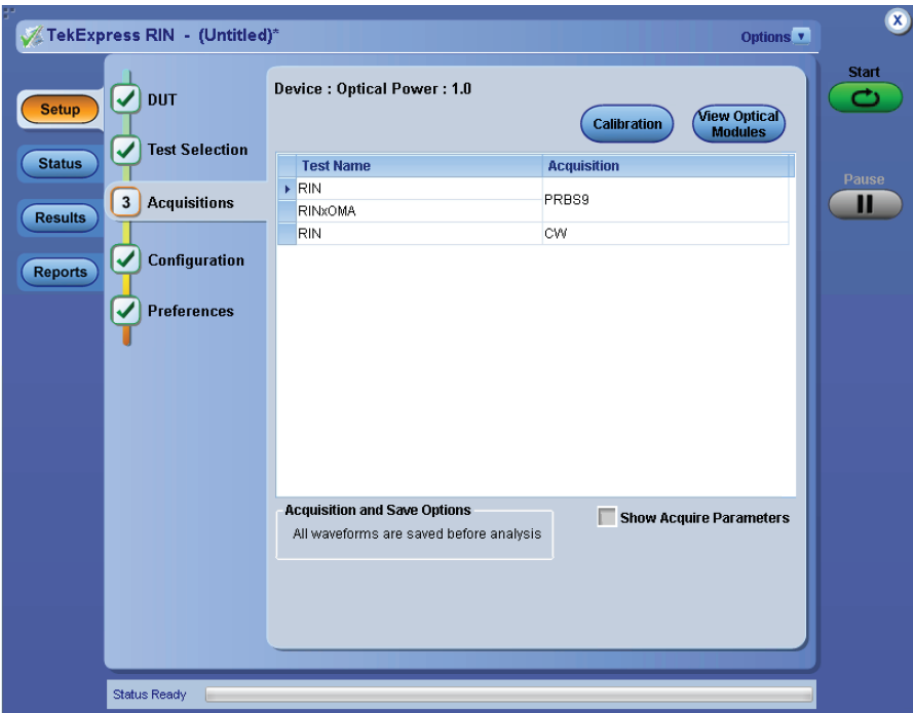 TekExpress RIN - (Untitled)*
Options
Start
Pause
Setup
Status
Results
Reports
DUT
Test Selection
3 Acquisitions
Configuration
Preferences
Device : Optical Power : 1.0
Calibration
View Optical
Modules
Test Name Acquisition
RIN
PRBS9
RINxOMA
RIN CW
Acquisition and Save Options
All waveforms are saved before analysis
Show Acquire Parameters
Status Ready